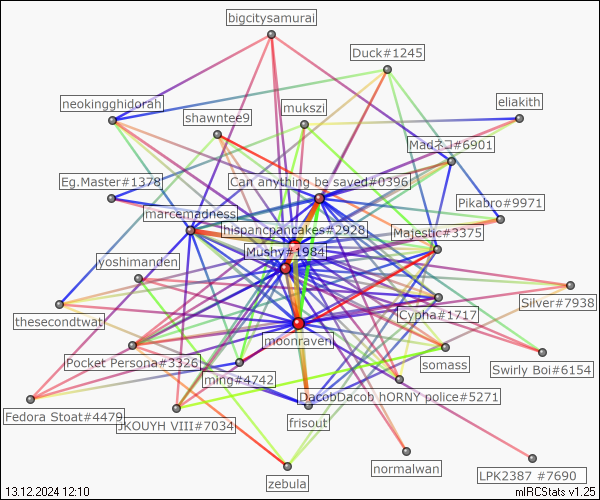 bigcitysamurai
Duck#1245
neokingghidorah
shawntee9
mukszi
eliakith
Madネコ#6901
Eg.Master#1378
Can anything be saved#0396
Pikabro#9971
marcemadness
hispancpancakes#2928
Majestic#3375
Mushy#1984
yoshimanden
Silver#7938
thesecondtwat
Cypha#1717
moonraven
Pocket Persona#3326
somass
Swirly Boi#6154
ming#4742
DacobDacob hORNY police#5271
Fedora Stoat#4479
JKOUYH VIII#7034
frisout
normalwan
LPK2387 #7690
zebula
13.12.2024 12:10
mIRCStats v1.25